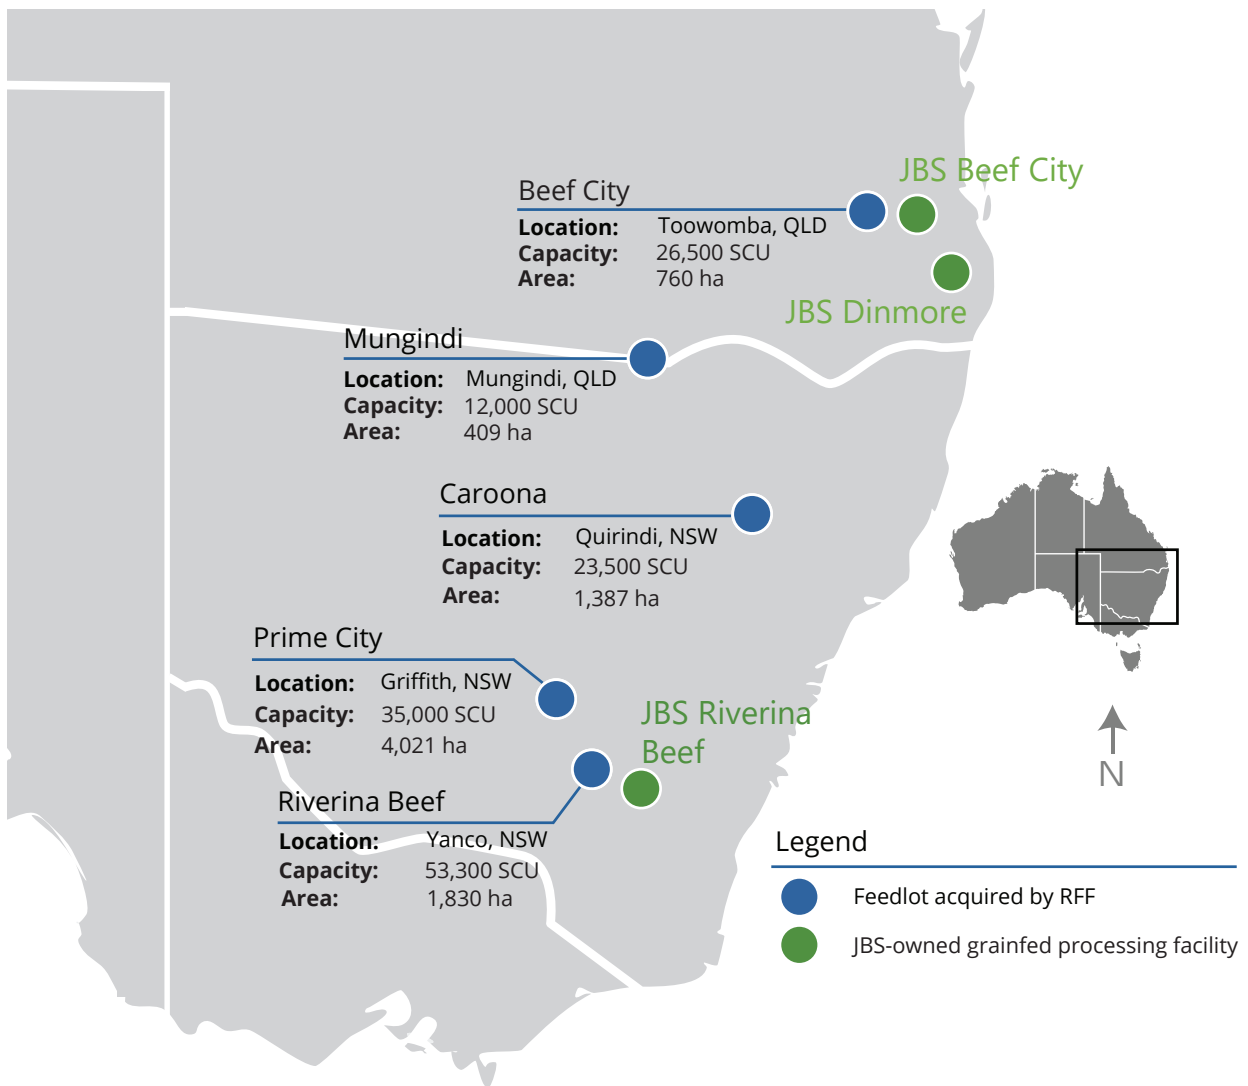 JBS Beef City
Beef City
Location: Toowomba, QLD
Capacity: 26,500 SCU
Area: 760 ha
JBS Dinmore
Mungindi
Location: Mungindi, QLD
Capacity: 12,000 SCU
Area: 409 ha
Caroona
Location: Quirindi, NSW
Capacity: 23,500 SCU
Area: 1,387 ha
Prime City
Location: Griffith, NSW
Capacity: 35,000 SCU
Area: 4,021 ha
JBS Riverina
Beef
Riverina Beef
Location: Yanco, NSW
Capacity: 53,300 SCU
Area: 1,830 ha
N
Legend
Feedlot acquired by RFF
JBS-owned grainfed processing facility